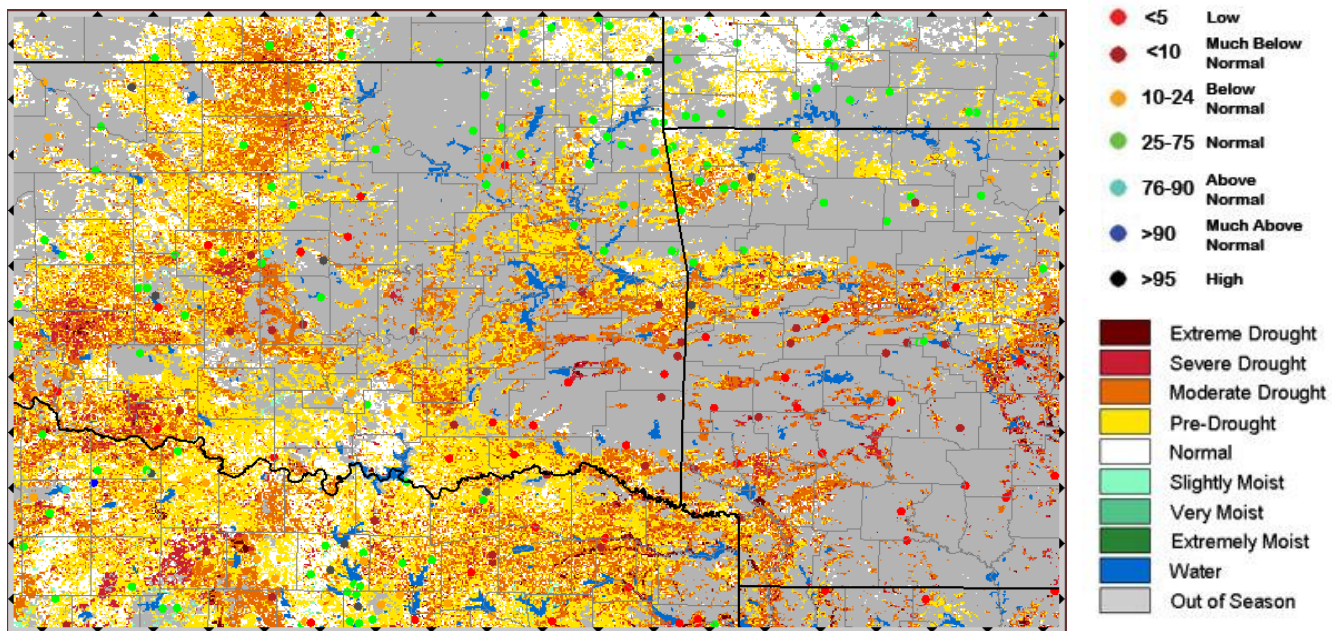 <5 Low
<10 Much Below
Normal
10-24 Below
Normal
25-75 Normal
76-90 Above
Normal
>90 Much Above
Normal
>95 High
Extreme Drought
Severe Drought
Moderate Drought
Pre-Drought
Normal
Slightly Moist
Very Moist
Extremely Moist
Water
Out of Season